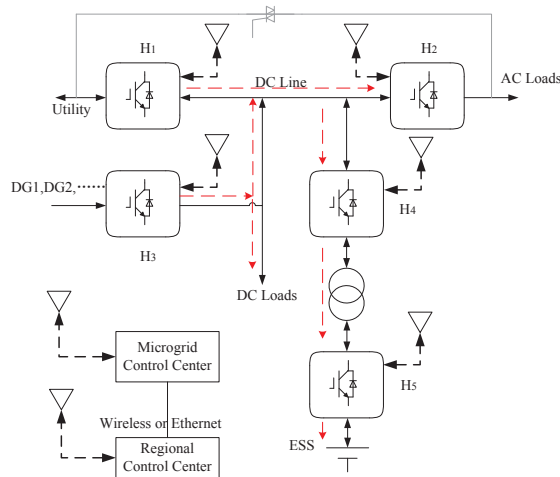 H1
H2
DC Line
AC Loads
Utility
DG1,DG2,
H4
H3
DC Loads
Microgrid
Control Center
H5
Wireless or Ethernet
ESS
Regional
Control Center